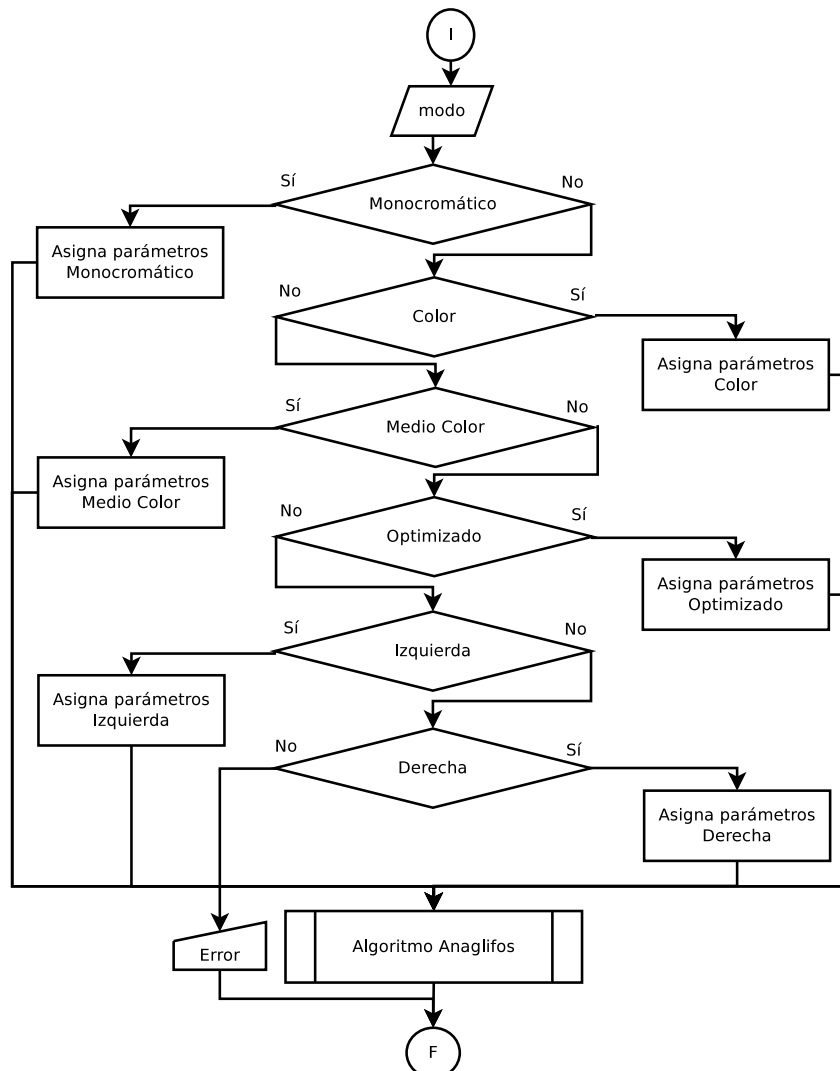 I
modo
Sí
No
Monocromático
Asigna parámetros
Monocromático
No
Sí
Color
Asigna parámetros
Color
Sí
No
Medio Color
Asigna parámetros
Medio Color
No
Sí
Optimizado
Asigna parámetros
Optimizado
Sí
No
Izquierda
Asigna parámetros
Izquierda
No
Sí
Derecha
Asigna parámetros
Derecha
Error
Algoritmo Anaglifos
F